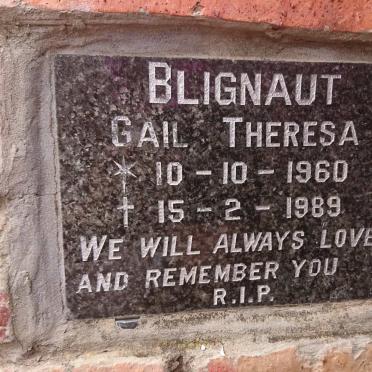 BLIGNAUT
GAIL THERESA
* 10 - 10 - 1960
† 15 - 2 - 1989
WE WILL ALWAYS LOVE
AND REMEMBER YOU
R.I.P.